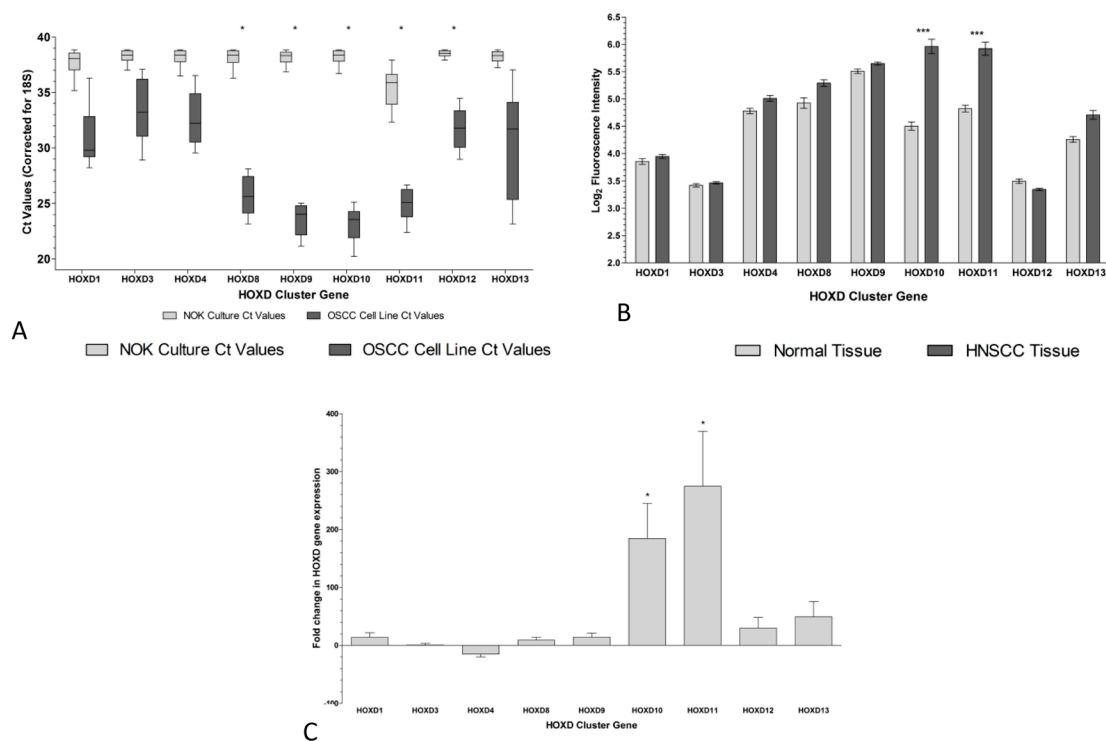 * * * * *
40
35
30
25
20
Ct Values (Corrected for 18S)
HOXD1 HOXD3 HOXD4 HOXD8 HOXD9 HOXD10 HOXD11 HOXD12 HOXD13
HOXD Cluster Gene
NOK Culture Ct Values OSCC Cell Line Ct Values
A
NOK Culture Ct Values OSCC Cell Line Ct Values
*** ***
6.5
6.0
5.5
5.0
4.5
4.0
3.5
3.0
2.5
2.0
Log2 Fluoroscence Intensity
HOXD1 HOXD3 HOXD4 HOXD8 HOXD9 HOXD10 HOXD11 HOXD12 HOXD13
HOXD Cluster Gene
B
Normal Tissue HNSCC Tissue
* *
400
300
200
100
0
-100
Fold change in HOXD gene expression
HOXD1 HOXD3 HOXD4 HOXD8 HOXD9 HOXD10 HOXD11 HOXD12 HOXD13
HOXD Cluster Gene
C